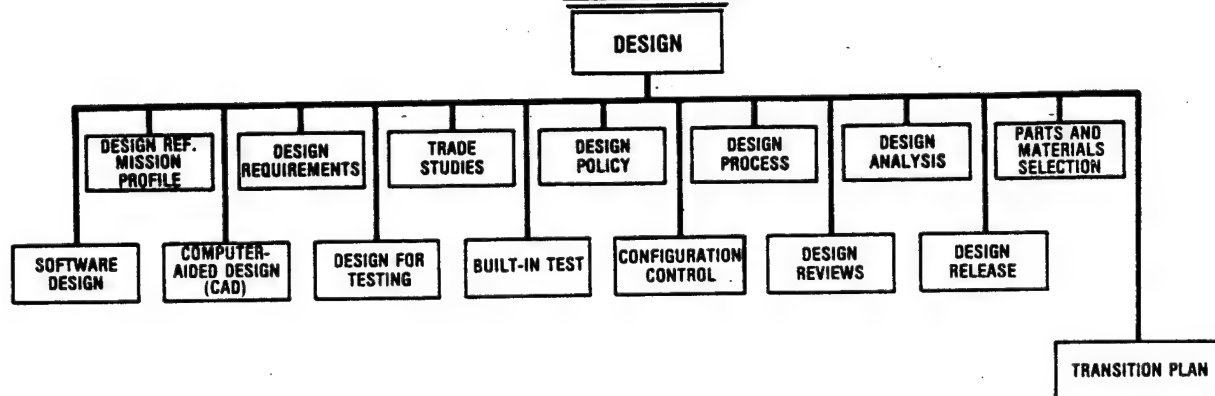 DESIGN
DESIGN REF.
MISSION
PROFILE
DESIGN
REQUIREMENTS
TRADE
STUDIES
DESIGN
POLICY
DESIGN
PROCESS
DESIGN
ANALYSIS
PARTS AND
MATERIALS
SELECTION
SOFTWARE
DESIGN
COMPUTER-
AIDED DESIGN
(CAD)
DESIGN FOR
TESTING
BUILT-IN TEST
CONFIGURATION
CONTROL
DESIGN
REVIEWS
DESIGN
RELEASE
TRANSITION PLAN